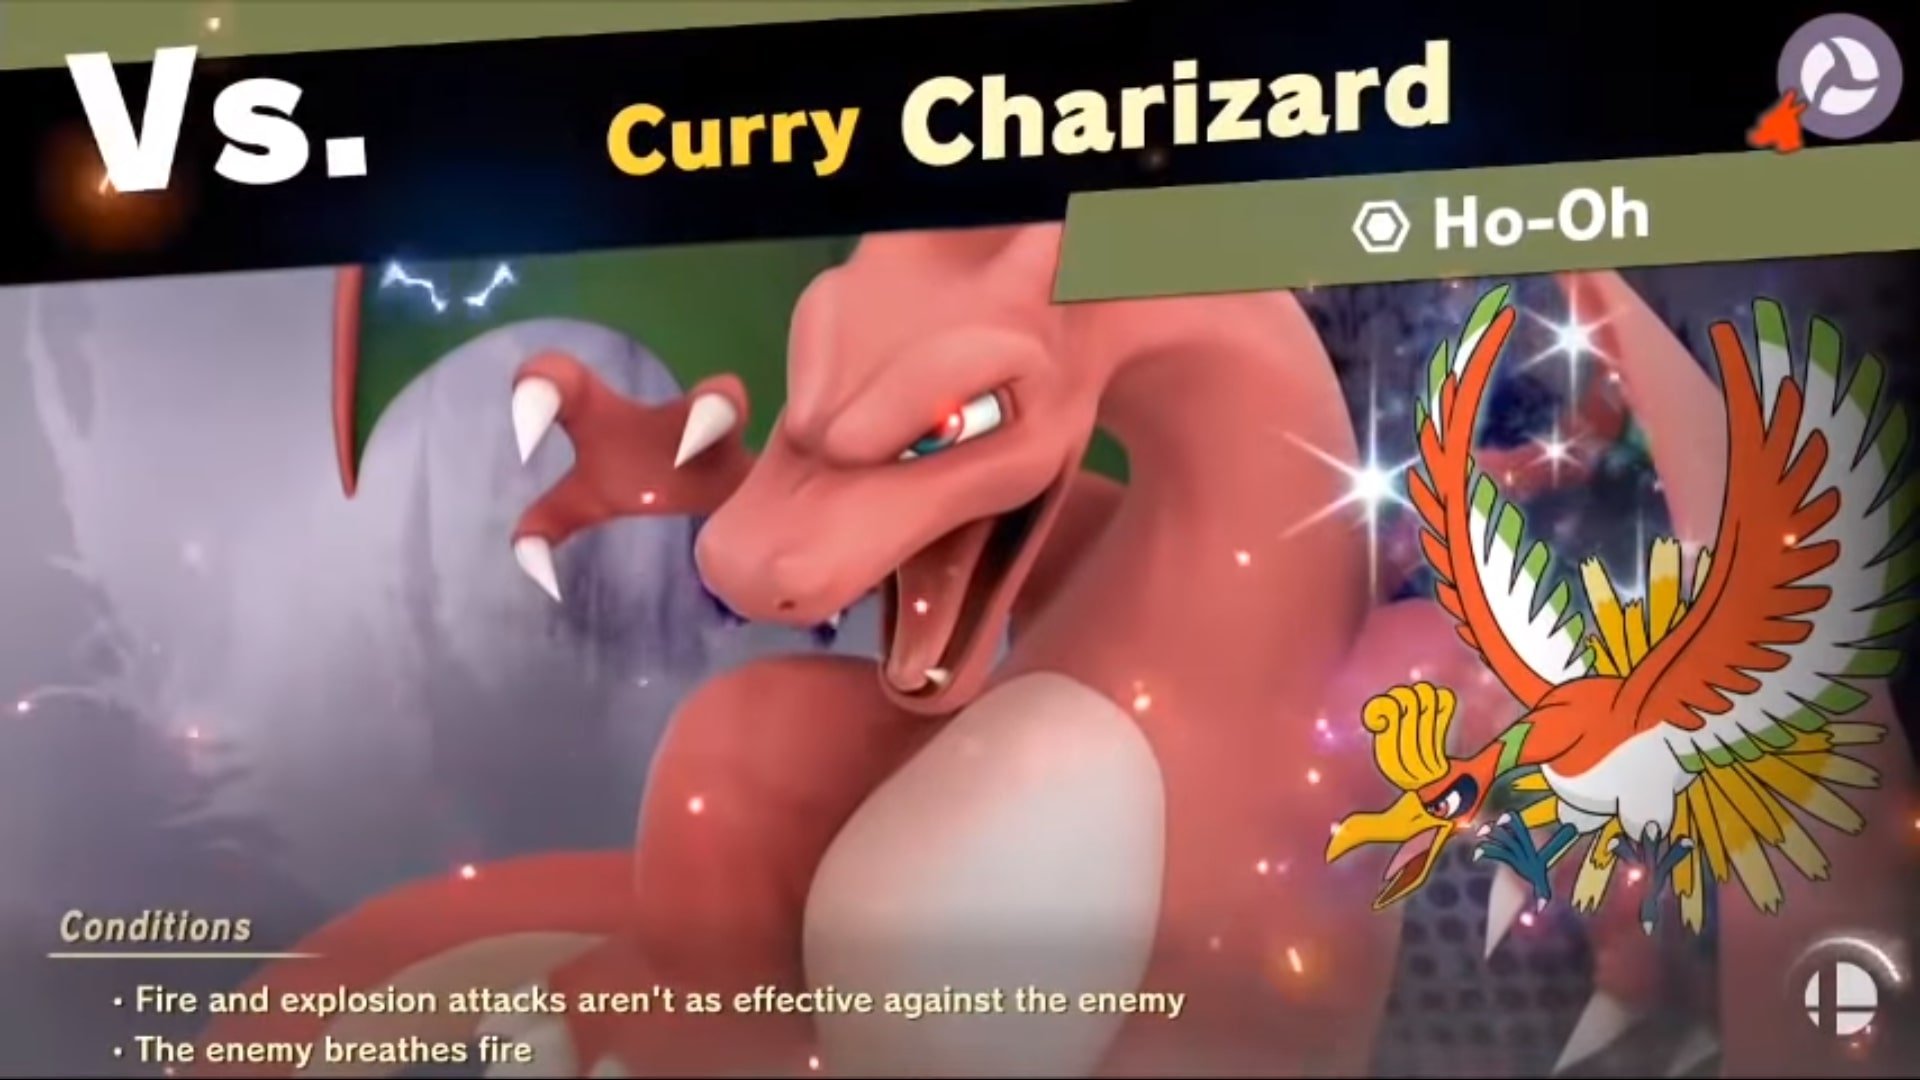 Vs.
Curry Charizard
Ho-Oh
Conditions
· Fire and explosion attacks aren't as effective against the enemy
· The enemy breathes fire